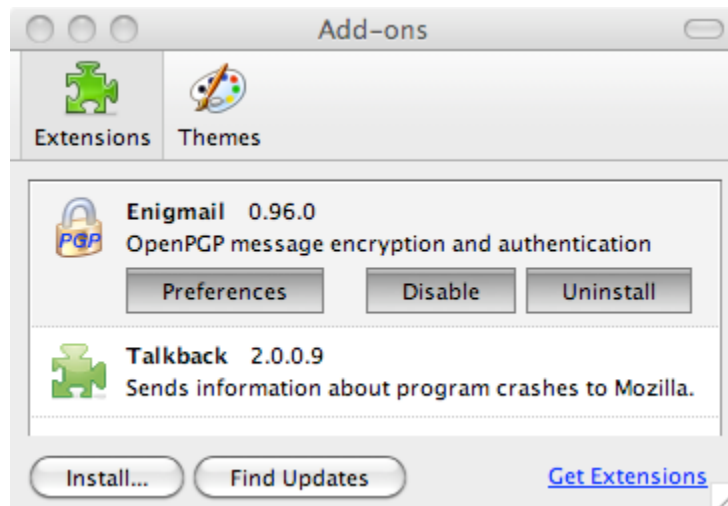 Add-ons
Extensions Themes
Enigmail 0.96.0
PGP
OpenPGP message encryption and authentication
Preferences Disable Uninstall
Talkback 2.0.0.9
Sends information about program crashes to Mozilla.
Install... Find Updates Get Extensions